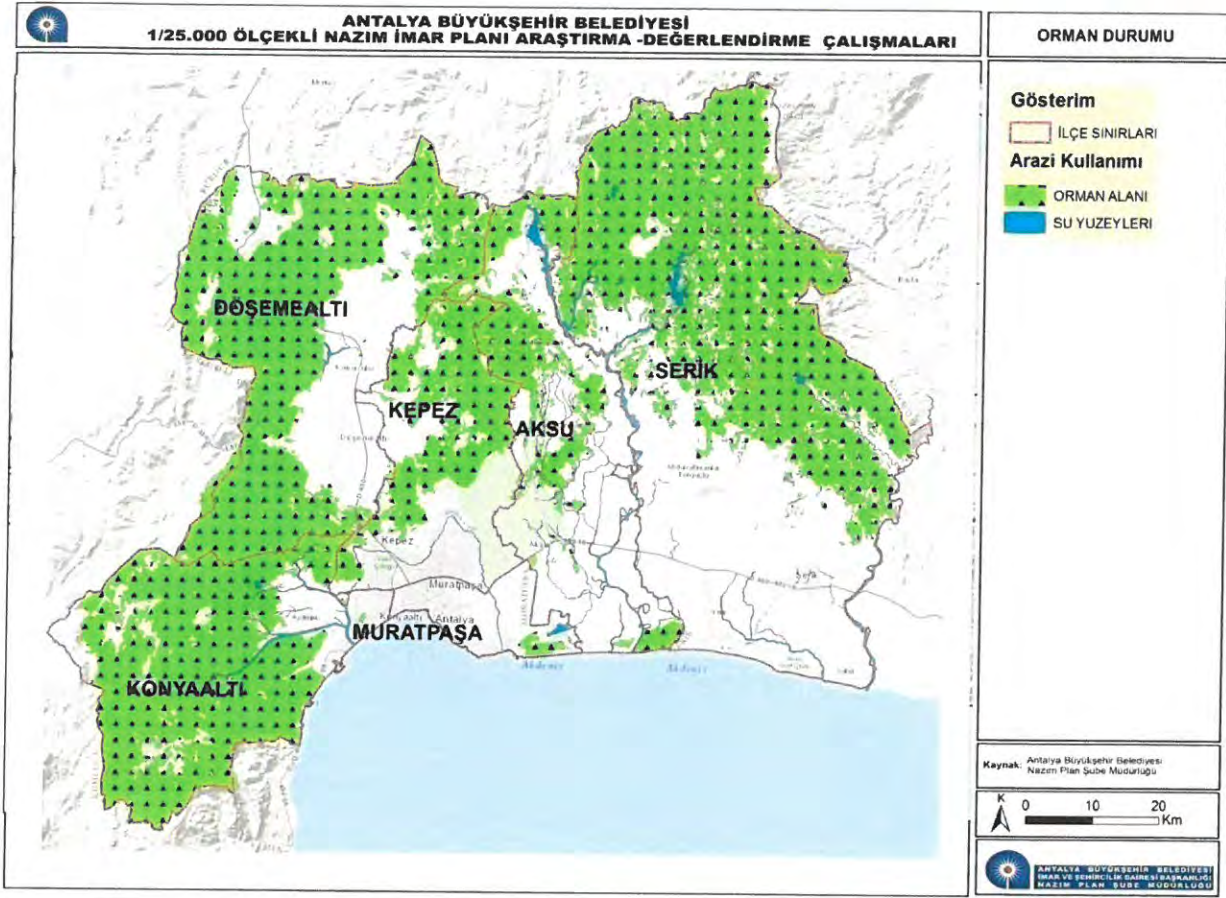 ANTALYA BÜYÜKŞEHİR BELEDİYESİ
1/25.000 ÖLÇEKLİ NAZIM İMAR PLANI ARAŞTIRMA -DEĞERLENDİRME ÇALIŞMALARI
ORMAN DURUMU
Gösterim
İLÇE SINIRLARI
Arazi Kullanımı
ORMAN ALANI
SU YUZEYLERİ
DÖŞEMEALTI
SERİK
KEPEZ
AKSU
Döşemealtı
Kepez
Muratpaşa
Konyaaltı
Antalya
MURATPAŞA
Akdeniz
Akdeniz
KONYAALTI
Kaynak: Antalya Büyükşehir Belediyesi
Nazım Plan Şube Müdürlüğü
K
0 10 20
Km
ANTALYA BÜYÜKŞEHİR BELEDİYESİ
İMAR VE ŞEHİRCİLİK DAİRESİ BAŞKANLIĞI
NAZIM PLAN ŞUBE MÜDÜRLÜĞÜ